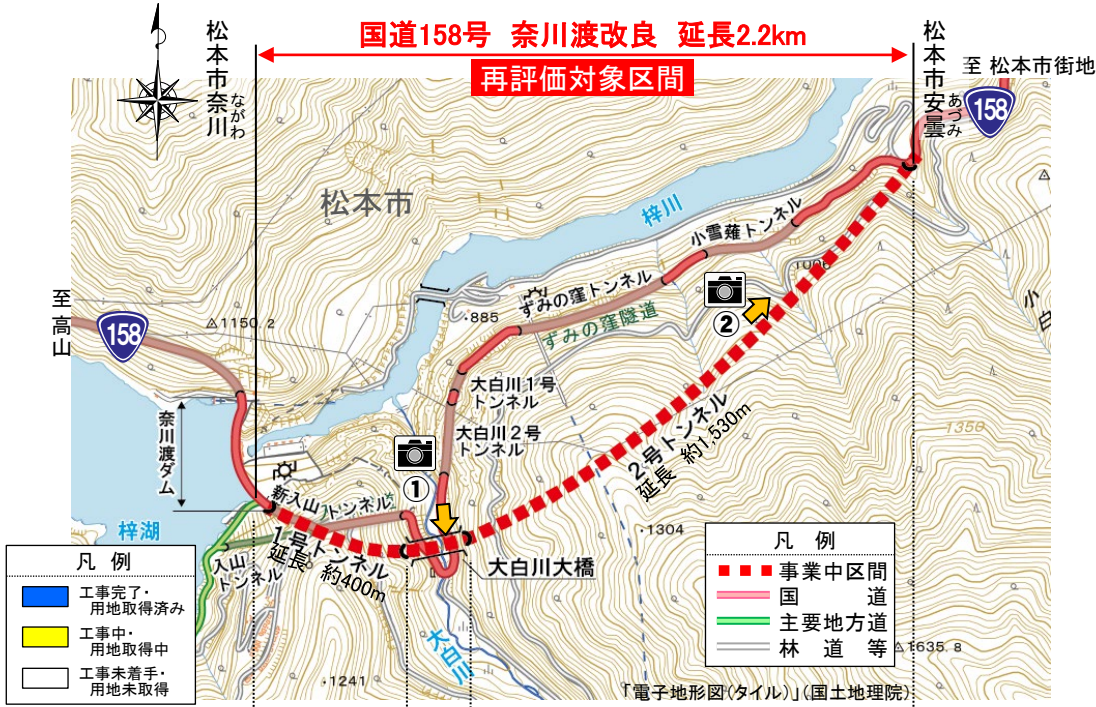 国道158号 奈川渡改良 延長2.2km
再評価対象区間
松本市奈川
ながわ
松本市安曇
あづみ
至 松本市街地
158
松本市
梓川
小雪薙トンネル
1006
ずみの窪トンネル
ずみの窪隧道
②
小白
至高山
158
△1150.2
・885
大白川1号
トンネル
大白川2号
トンネル
2号トンネル
延長 約1,530m
1350
奈川渡ダム
①
新入山トンネル
1号トンネル
延長 約400m
入山
トンネル
梓湖
大白川大橋
・1304
大白川
・1241
△1635.8
凡 例
工事完了・
用地取得済み
工事中・
用地取得中
工事未着手・
用地未取得
凡 例
事業中区間
国 道
主要地方道
林 道 等
「電子地形図(タイル)」(国土地理院)